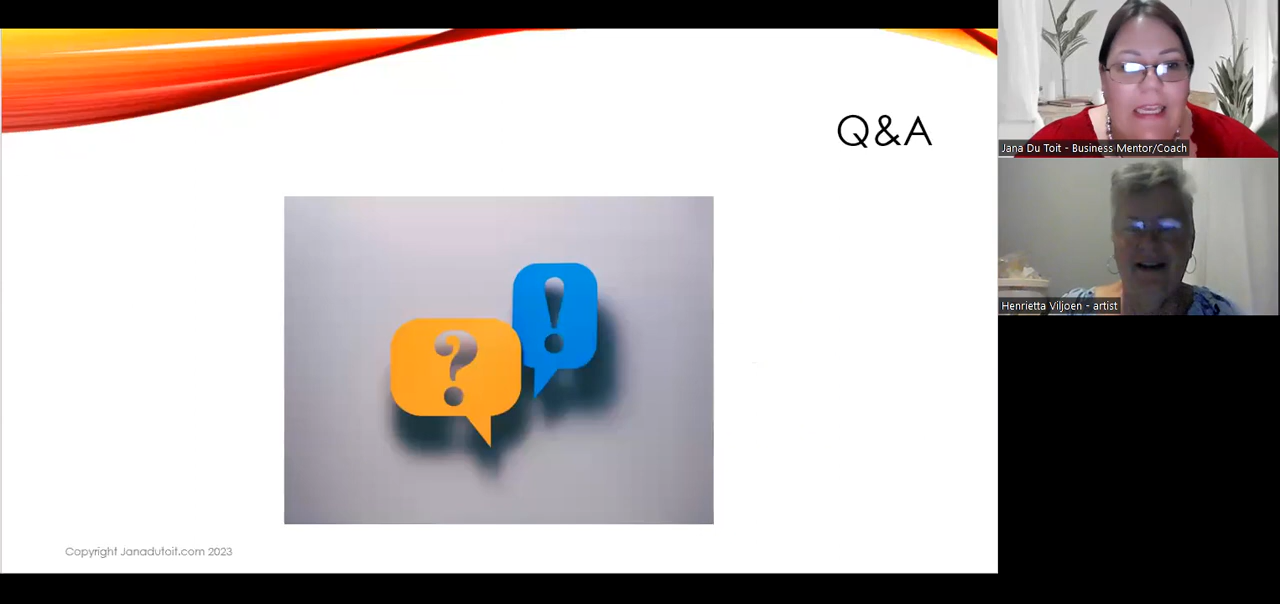 Q&A
?
!
Copyright Janadutoit.com 2023
Jana Du Toit - Business Mentor/Coach
Henrietta Viljoen - artist